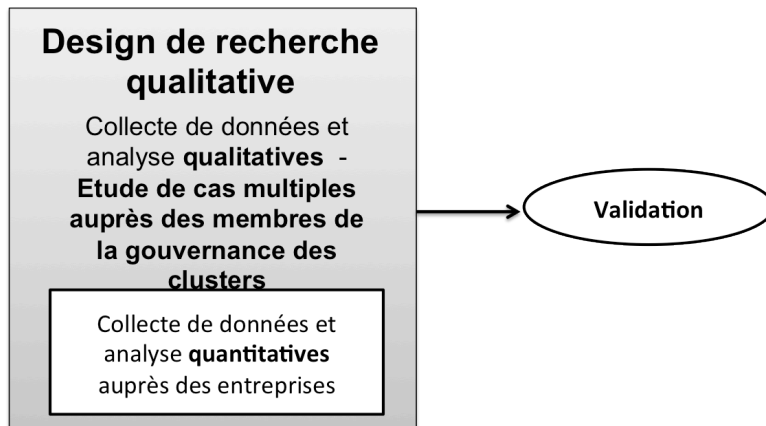 Design de recherche
qualitative
Collecte de données et
analyse qualitatives -
Etude de cas multiples
auprès des membres de
la gouvernance des
clusters
Collecte de données et
analyse quantitatives
auprès des entreprises
Validation